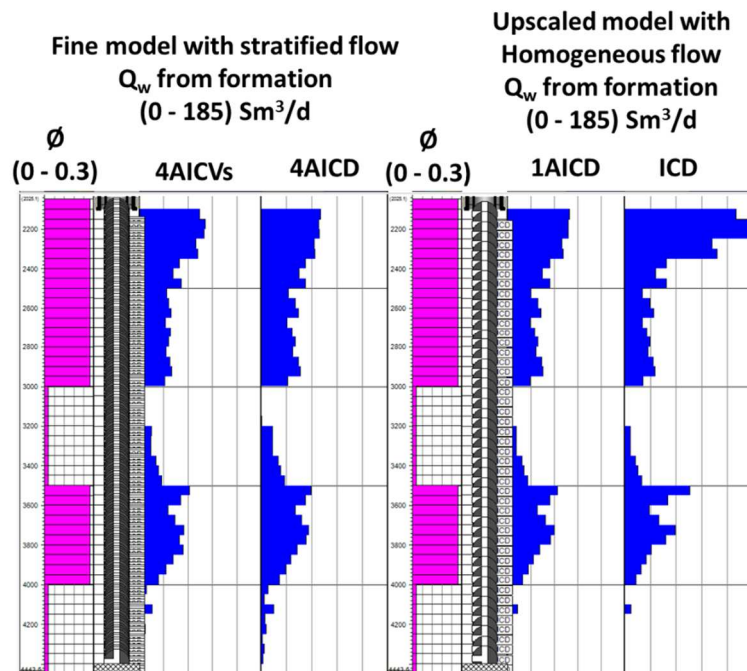 Fine model with stratified flow
Q_w from formation
(0 - 185) Sm³/d
Upscaled model with
Homogeneous flow
Q_w from formation
(0 - 185) Sm³/d
Ø
(0 - 0.3)
4AICVs
4AICD
Ø
(0 - 0.3)
1AICD
ICD
2200
2400
2600
2800
3000
3200
3400
3600
3800
4000
4200
2200
2400
2600
2800
3000
3200
3400
3600
3800
4000
4200